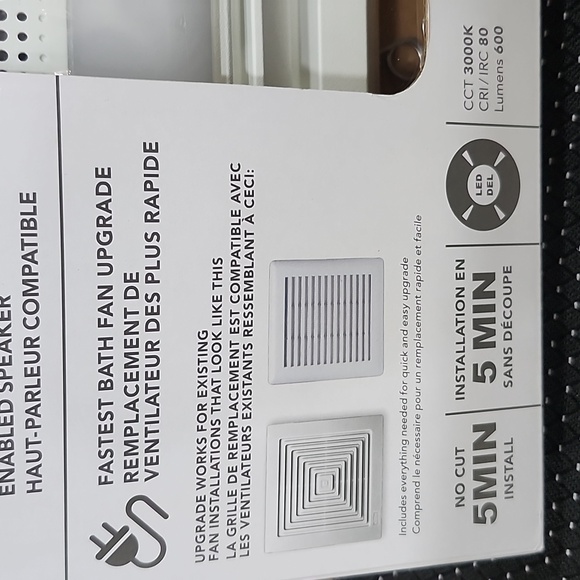 ENABLED SPEAKER
HAUT-PARLEUR COMPATIBLE
FASTEST BATH FAN UPGRADE
REMPLACEMENT DE
VENTILATEUR DES PLUS RAPIDE
UPGRADE WORKS FOR EXISTING
FAN INSTALLATIONS THAT LOOK LIKE THIS
LA GRILLE DE REMPLACEMENT EST COMPATIBLE AVEC
LES VENTILATEURS EXISTANTS RESSEMBLANT À CECI:
Includes everything needed for quick and easy upgrade
Comprend le nécessaire pour un remplacement rapide et facile
NO CUT
5MIN
INSTALL
INSTALLATION EN
5 MIN
SANS DÉCOUPE
LED
DEL
CCT 3000K
CRI/IRC 80
Lumens 600